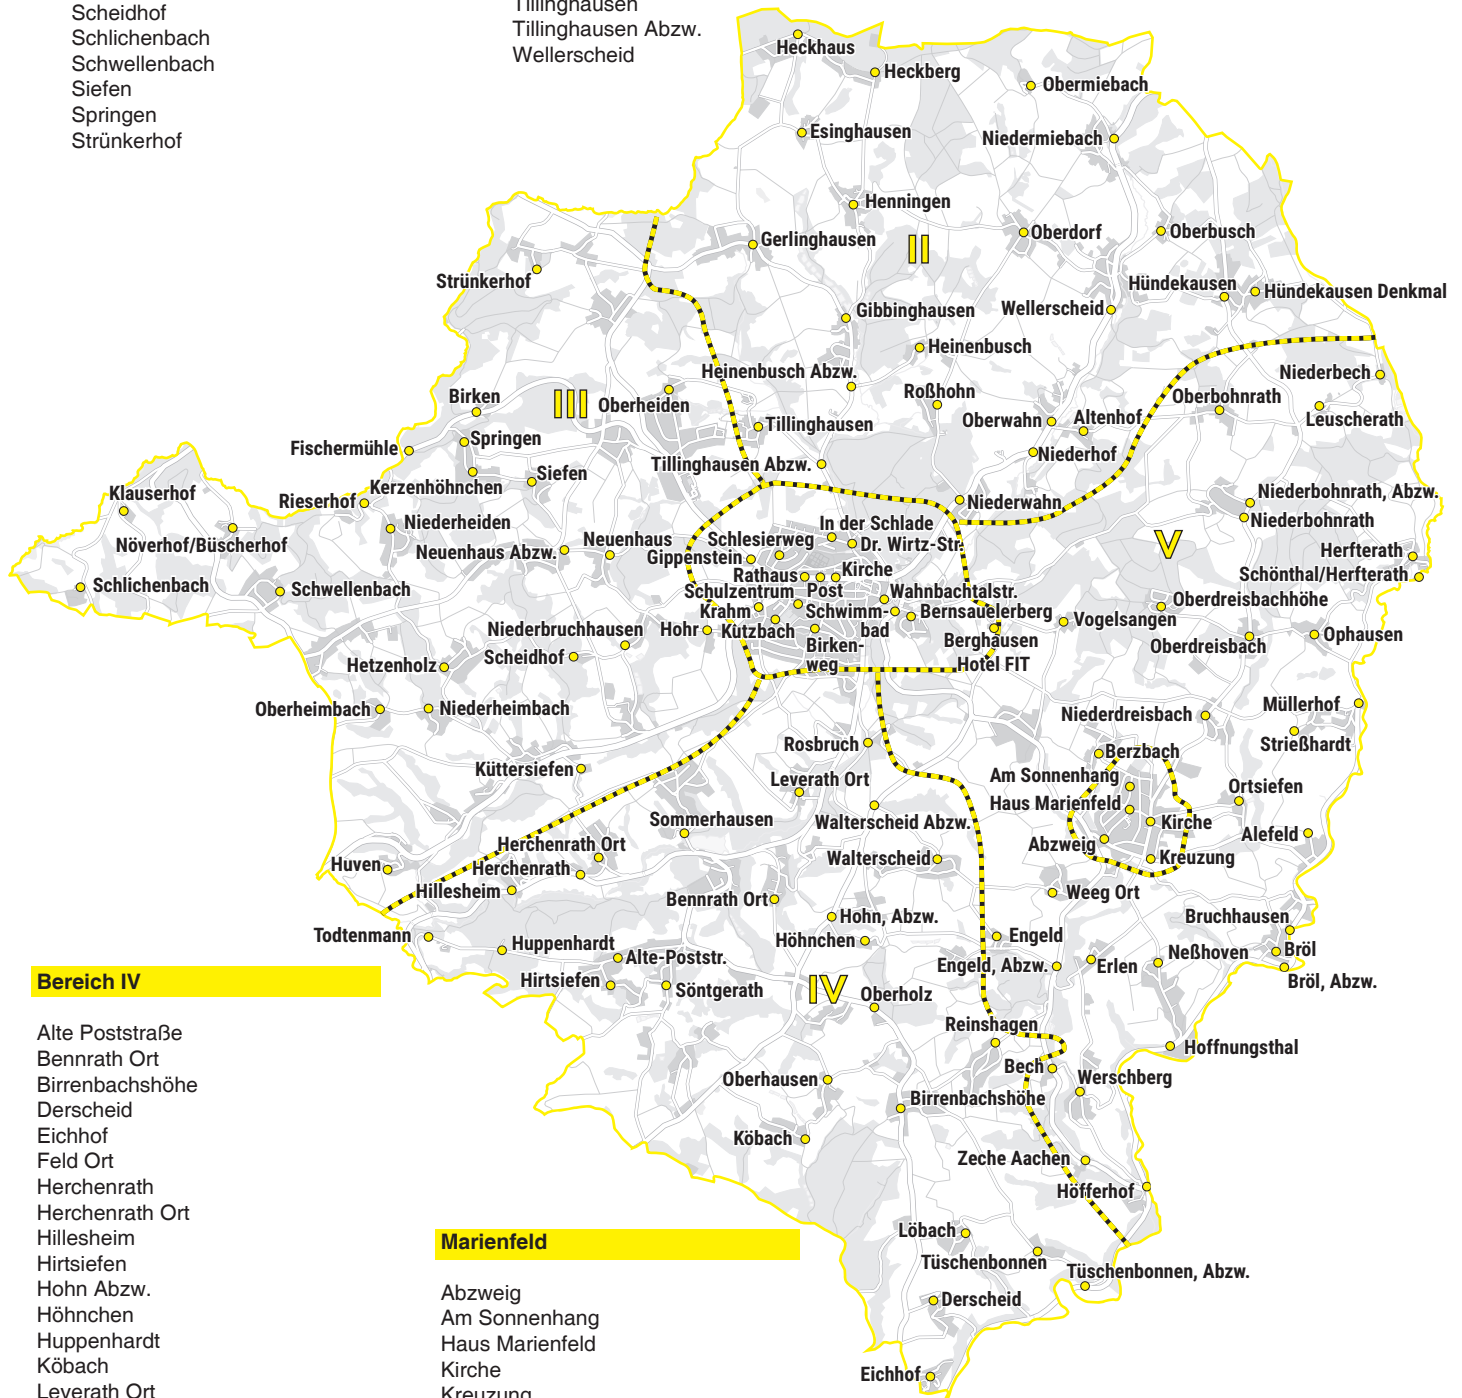 Scheidhof
Schlichenbach
Schwellenbach
Siefen
Springen
Strünkerhof
Tillinghausen
Tillinghausen Abzw.
Wellerscheid
Heckhaus
Heckberg
Obermiebach
Esinghausen
Niedermiebach
Henningen
Gerlinghausen
II
Oberdorf
Oberbusch
Strünkerhof
Hündekausen
Hündekausen Denkmal
Gibbinghausen
Wellerscheid
Heinenbusch
Heinenbusch Abzw.
Niederbech
Birken
III
Oberheiden
Roßhohn
Oberbohnrath
Leuscherath
Oberwahn
Altenhof
Tillinghausen
Springen
Fischermühle
Niederhof
Tillinghausen Abzw.
Siefen
Kerzenhöhnchen
Klauserhof
Rieserhof
Niederwahn
Niederbohnrath, Abzw.
Niederbohnrath
Niederheiden
In der Schlade
Növerhof/Büscherhof
Neuenhaus Abzw.
Neuenhaus
Schlesierweg
Dr. Wirtz-Str.
V
Gippenstein
Herfterath
Rathaus
Kirche
Schönthal/Herfterath
Schlichenbach
Schwellenbach
Schulzentrum
Post
Wahnbachtalstr.
Oberdreisbachhöhe
Krahm
Schwimm-
bad
Bernsauelerberg
Vogelsangen
Niederbruchhausen
Hohr
Kutzbach
Berghausen
Ophausen
Oberdreisbach
Birken-
weg
Scheidhof
Hetzenholz
Hotel FIT
Oberheimbach
Niederheimbach
Müllerhof
Niederdreisbach
Rosbruch
Strießhardt
Berzbach
Küttersiefen
Leverath Ort
Am Sonnenhang
Ortsiefen
Haus Marienfeld
Sommerhausen
Walterscheid Abzw.
Kirche
Alefeld
Herchenrath Ort
Abzweig
Huven
Herchenrath
Walterscheid
Kreuzung
Hillesheim
Bennrath Ort
Weeg Ort
Hohn, Abzw.
Bruchhausen
Todtenmann
Huppenhardt
Höhnchen
Engeld
Alte-Poststr.
Neßhoven
Bröl
Engeld, Abzw.
Erlen
Bröl, Abzw.
Hirtsiefen
Söntgerath
IV
Oberholz
Reinshagen
Hoffnungsthal
Bech
Werschberg
Oberhausen
Birrenbachshöhe
Köbach
Zeche Aachen
Höfferhof
Löbach
Tüschenbonnen
Tüschenbonnen, Abzw.
Derscheid
Eichhof
Bereich IV
Alte Poststraße
Bennrath Ort
Birrenbachshöhe
Derscheid
Eichhof
Feld Ort
Herchenrath
Herchenrath Ort
Hillesheim
Hirtsiefen
Hohn Abzw.
Höhnchen
Huppenhardt
Köbach
Leverath Ort
Marienfeld
Abzweig
Am Sonnenhang
Haus Marienfeld
Kirche
Kreuzung